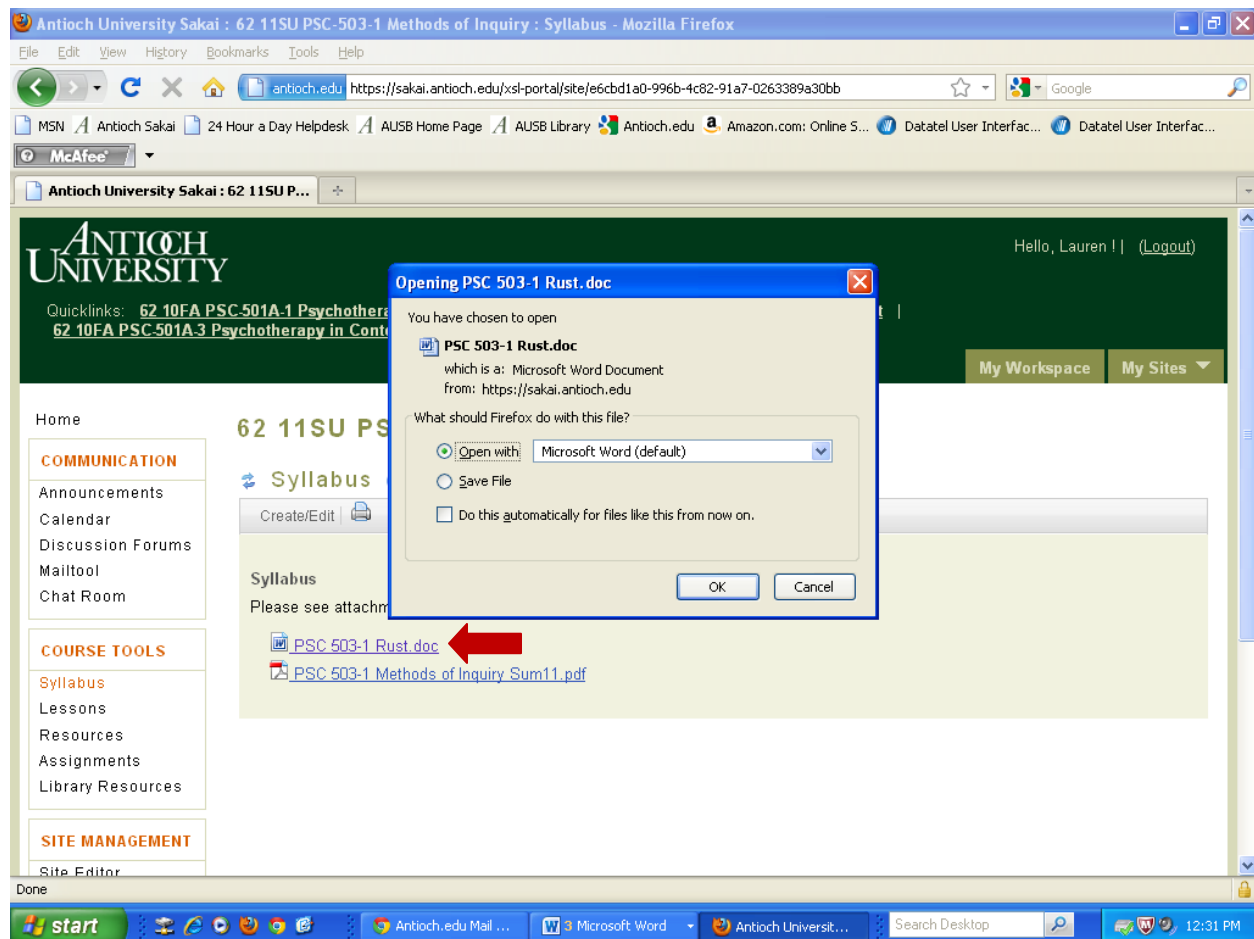 Antioch University Sakai : 62 11SU PSC-503-1 Methods of Inquiry : Syllabus - Mozilla Firefox
File Edit View History Bookmarks Tools Help
antioch.edu https://sakai.antioch.edu/xsl-portal/site/e6cbd1a0-996b-4c82-91a7-0263389a30bb Google
MSN Antioch Sakai 24 Hour a Day Helpdesk AUSB Home Page AUSB Library Antioch.edu Amazon.com: Online S... Datatel User Interfac... Datatel User Interfac...
McAfee
Antioch University Sakai : 62 11SU P...
ANTIOCH
UNIVERSITY
Hello, Lauren ! | (Logout)
Quicklinks: 62 10FA PSC-501A-1 Psychothera
62 10FA PSC-501A-3 Psychotherapy in Conte
My Workspace My Sites
Opening PSC 503-1 Rust.doc
You have chosen to open
PSC 503-1 Rust.doc
which is a: Microsoft Word Document
from: https://sakai.antioch.edu
What should Firefox do with this file?
Open with Microsoft Word (default)
Save File
Do this automatically for files like this from now on.
OK Cancel
Home
COMMUNICATION
Announcements
Calendar
Discussion Forums
Mailtool
Chat Room
COURSE TOOLS
Syllabus
Lessons
Resources
Assignments
Library Resources
SITE MANAGEMENT
Site Editor
62 11SU PS
Syllabus
Create/Edit
Syllabus
Please see attachm
PSC 503-1 Rust.doc
PSC 503-1 Methods of Inquiry Sum11.pdf
Done
start Antioch.edu Mail ... 3 Microsoft Word Antioch Universit... Search Desktop 12:31 PM